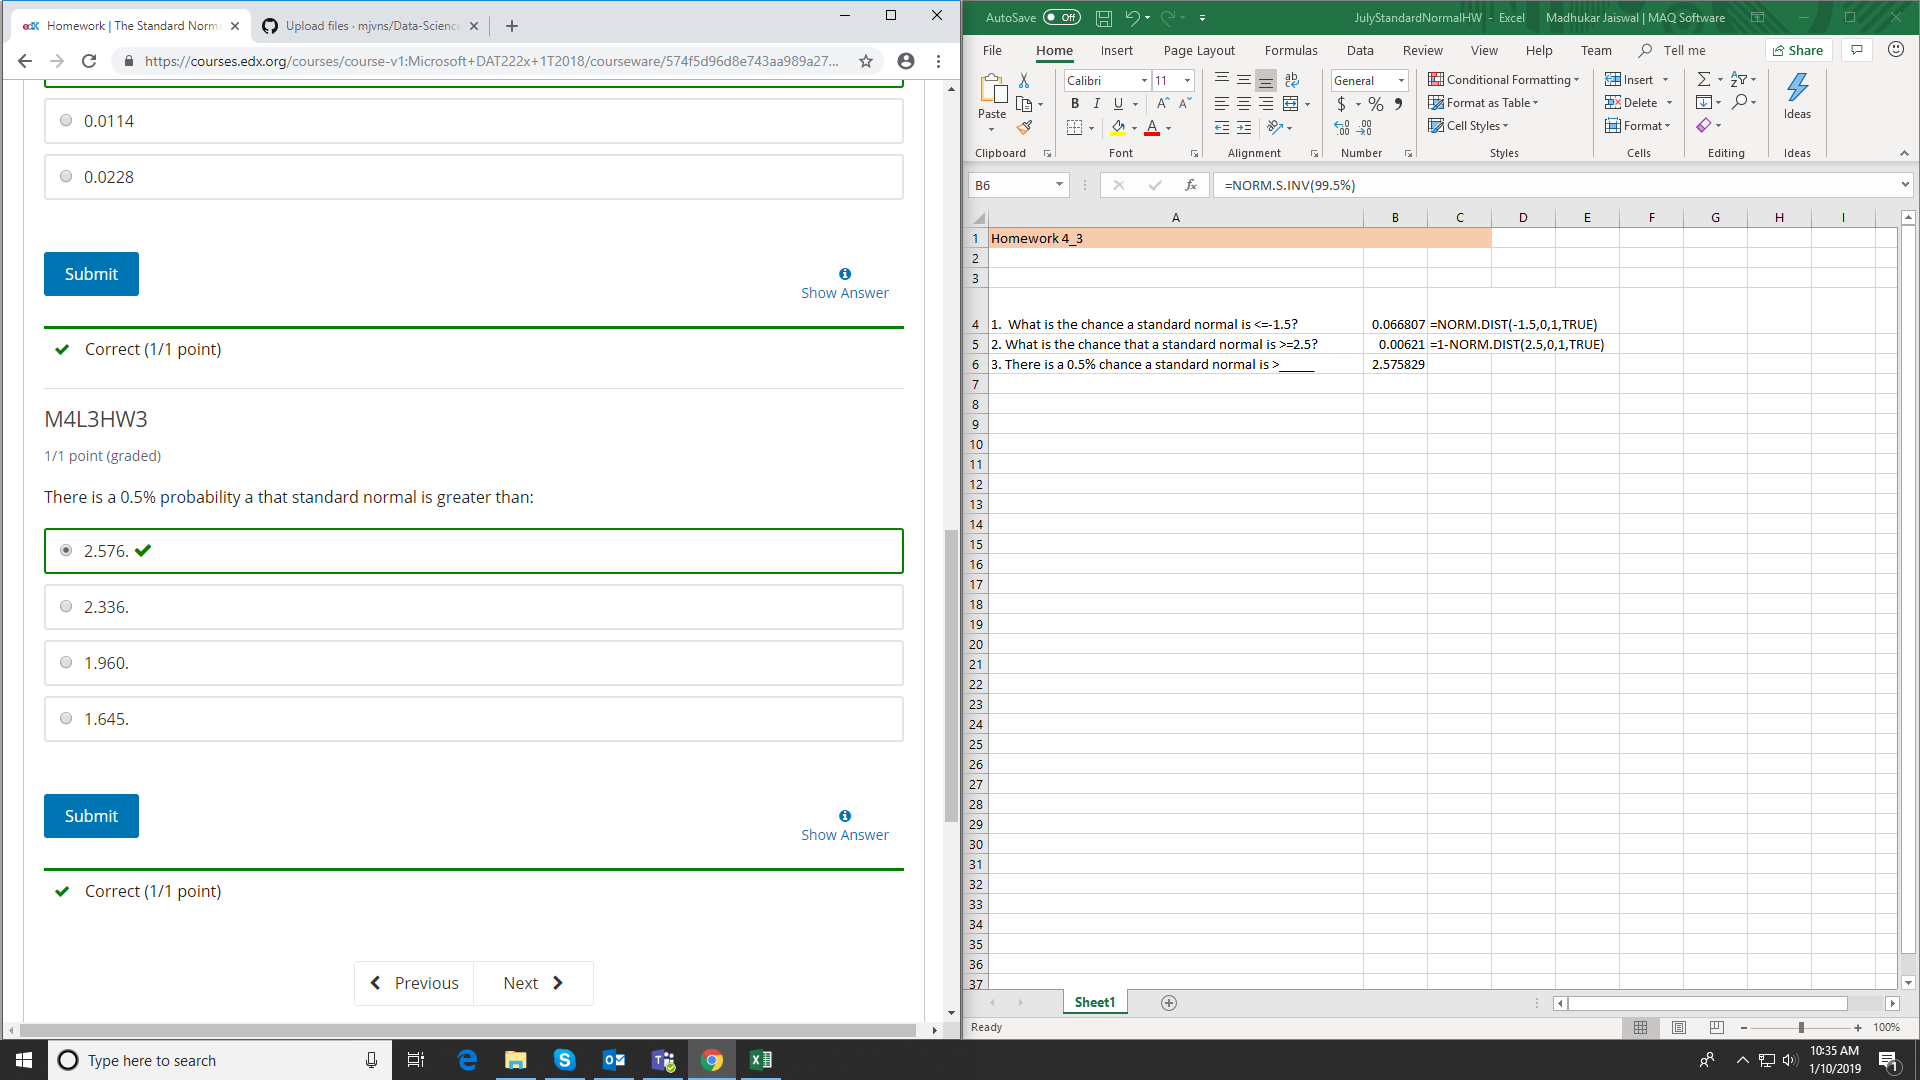 Homework | The Standard Norma
Upload files · mjvns/Data-Science
https://courses.edx.org/courses/course-v1:Microsoft+DAT222x+1T2018/courseware/574f5d96d8e743aa989a27...
0.0114
0.0228
Submit
Show Answer
Correct (1/1 point)
M4L3HW3
1/1 point (graded)
There is a 0.5% probability a that standard normal is greater than:
2.576.
2.336.
1.960.
1.645.
Submit
Show Answer
Correct (1/1 point)
Previous Next
AutoSave Off JulyStandardNormalHW - Excel Madhukar Jaiswal | MAQ Software
File Home Insert Page Layout Formulas Data Review View Help Team Tell me Share
Paste
Calibri 11
B I U
General
$ % 9
Conditional Formatting
Format as Table
Cell Styles
Insert
Delete
Format
Ideas
Clipboard Font Alignment Number Styles Cells Editing Ideas
B6 fx =NORM.S.INV(99.5%)
A B C D E F G H I
1 Homework 4_3
2
3
4 1. What is the chance a standard normal is <=-1.5? 0.066807 =NORM.DIST(-1.5,0,1,TRUE)
5 2. What is the chance that a standard normal is >=2.5? 0.00621 =1-NORM.DIST(2.5,0,1,TRUE)
6 3. There is a 0.5% chance a standard normal is >_____ 2.575829
7
8
9
10
11
12
13
14
15
16
17
18
19
20
21
22
23
24
25
26
27
28
29
30
31
32
33
34
35
36
37
Sheet1
Ready 100%
Type here to search
10:35 AM
1/10/2019